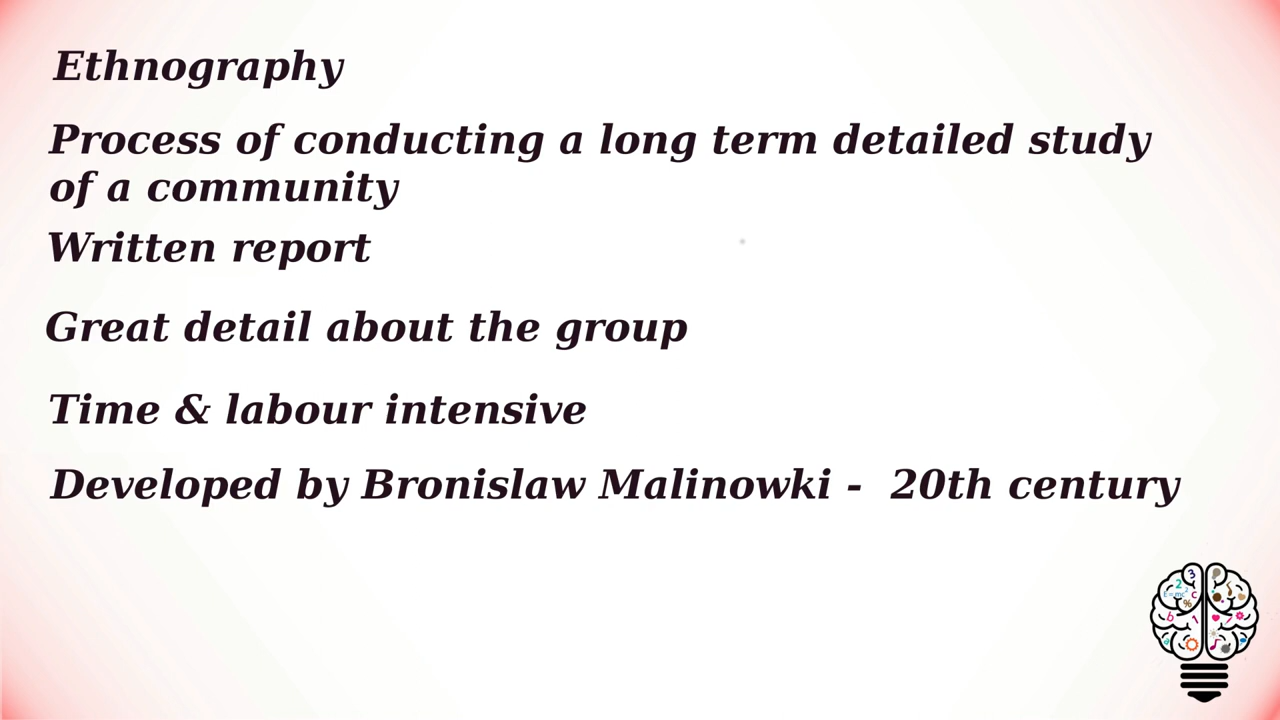 Ethnography
Process of conducting a long term detailed study
of a community
Written report
Great detail about the group
Time & labour intensive
Developed by Bronislaw Malinowki - 20th century